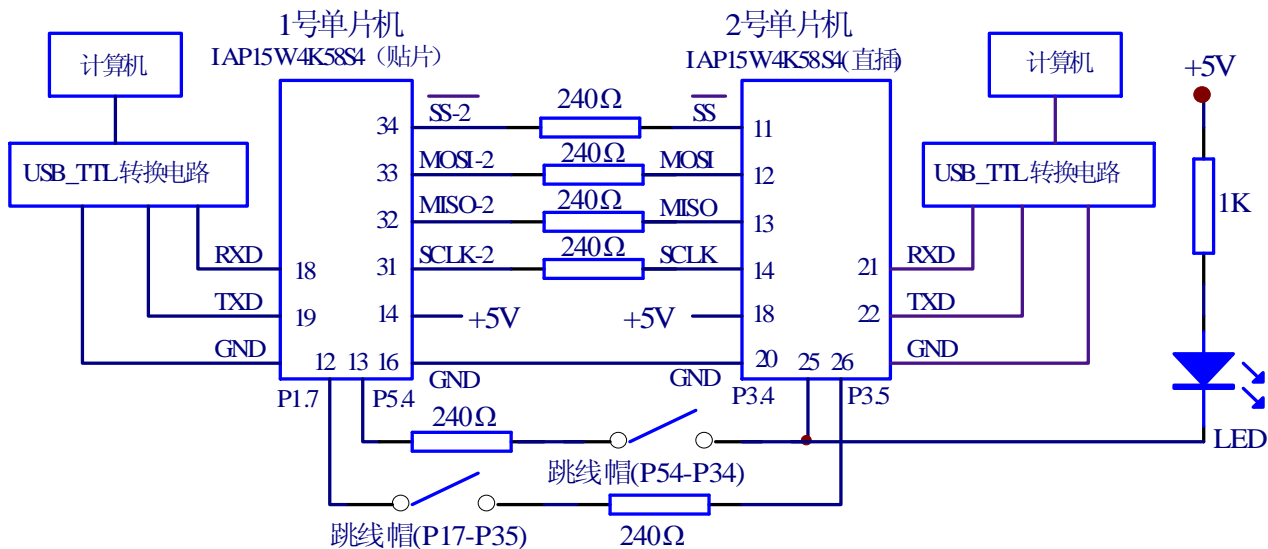 1号单片机
IAP15W4K58S4（贴片）
2号单片机
IAP15W4K58S4(直插)
计算机
计算机
+5V
34
SS-2
240Ω
SS
11
USB_TTL转换电路
33
MOSI-2
240Ω
MOSI
12
USB_TTL转换电路
32
MISO-2
240Ω
MISO
13
1K
RXD
18
31
SCLK-2
240Ω
SCLK
14
21
RXD
TXD
19
14
+5V
+5V
18
22
TXD
GND
12
13
16
GND
GND
20
25
26
GND
P1.7
P5.4
P3.4
P3.5
240Ω
LED
跳线帽(P54-P34)
跳线帽(P17-P35)
240Ω